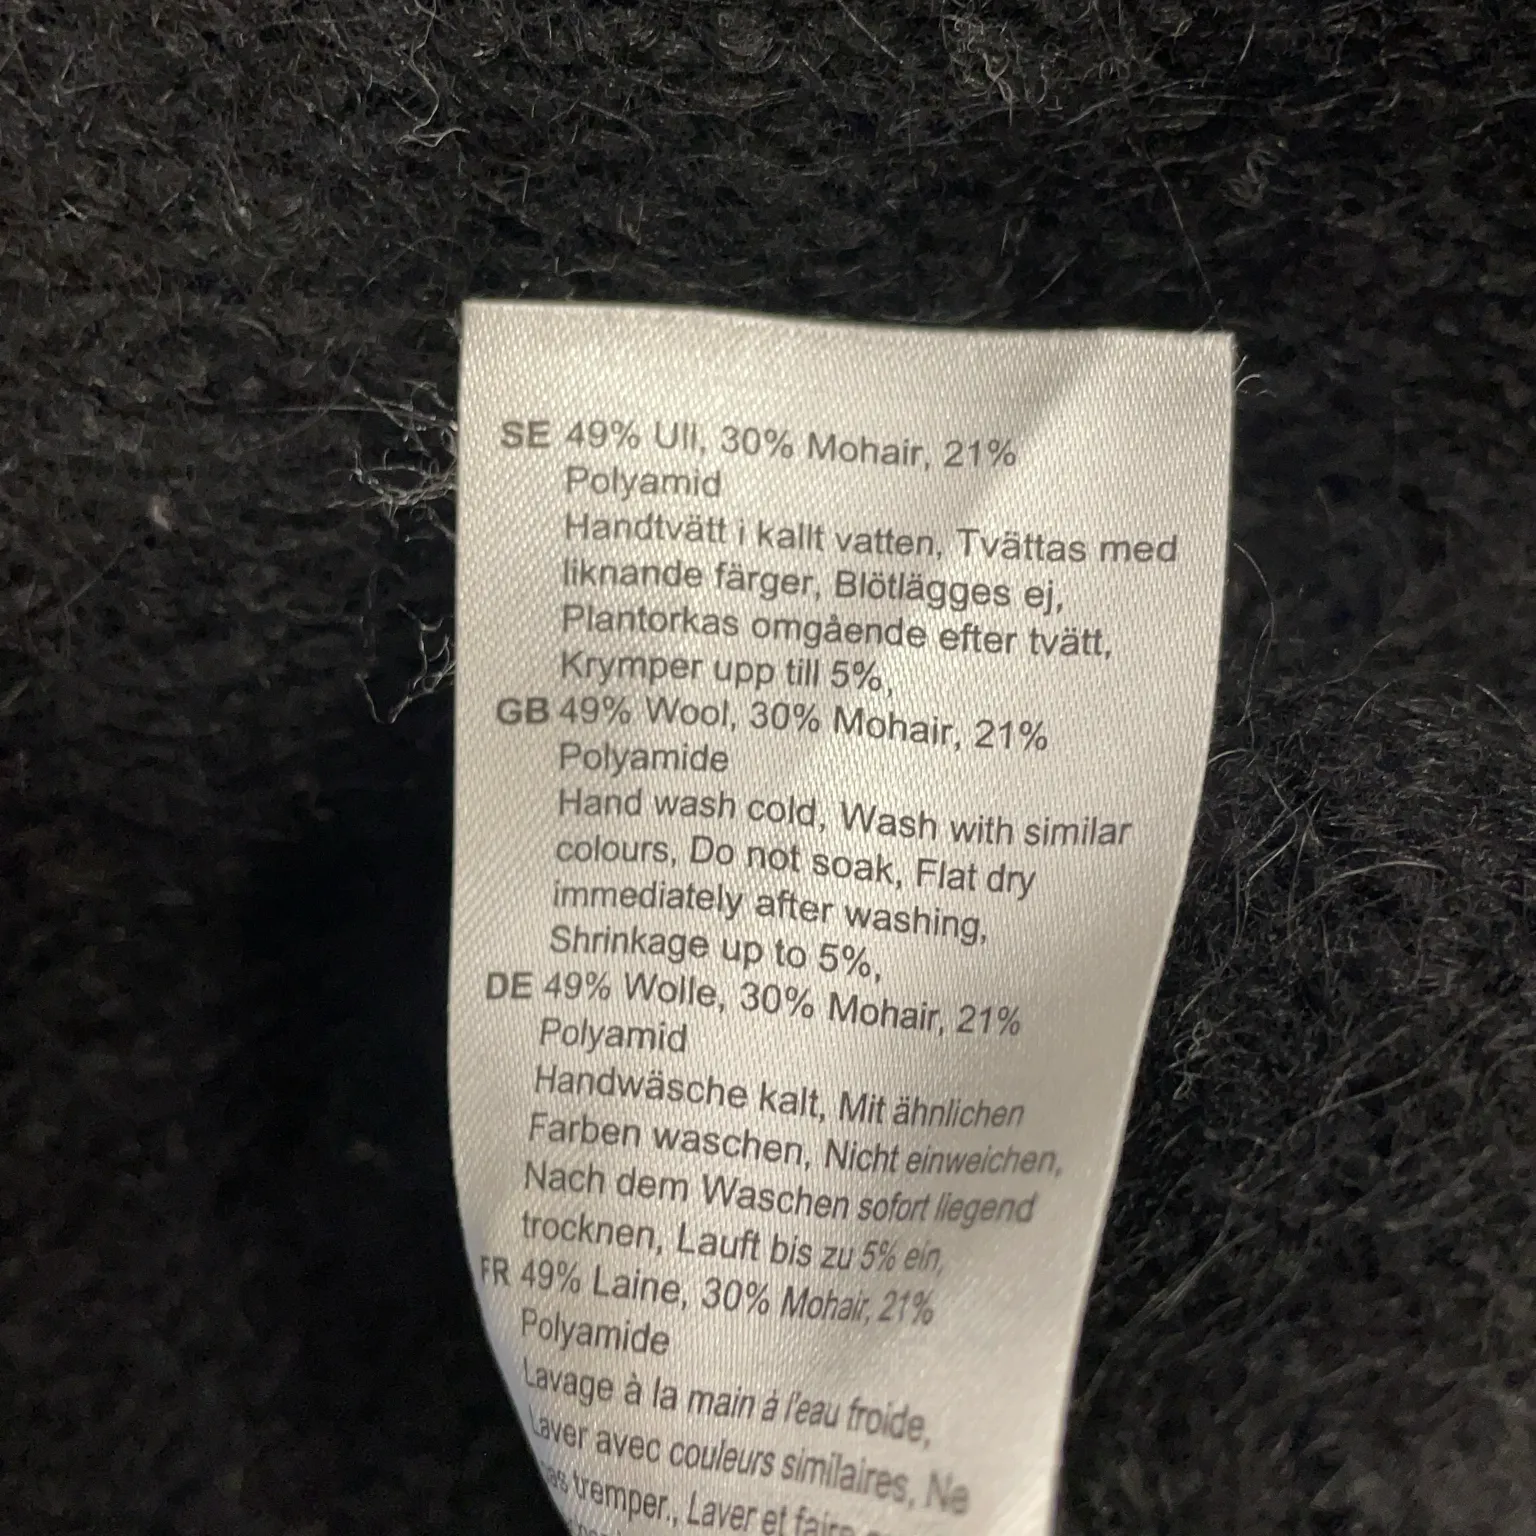 SE 49% Ull, 30% Mohair, 21%
Polyamid
Handtvätt i kallt vatten, Tvättas med
liknande färger, Blötlägges ej,
Plantorkas omgående efter tvätt,
Krymper upp till 5%,
GB 49% Wool, 30% Mohair, 21%
Polyamide
Hand wash cold, Wash with similar
colours, Do not soak, Flat dry
immediately after washing,
Shrinkage up to 5%,
DE 49% Wolle, 30% Mohair, 21%
Polyamid
Handwäsche kalt, Mit ähnlichen
Farben waschen, Nicht einweichen,
Nach dem Waschen sofort liegend
trocknen, Lauft bis zu 5% ein,
FR 49% Laine, 30% Mohair, 21%
Polyamide
Lavage à la main à l'eau froide,
Laver avec couleurs similaires, Ne
tremper., Laver et faire